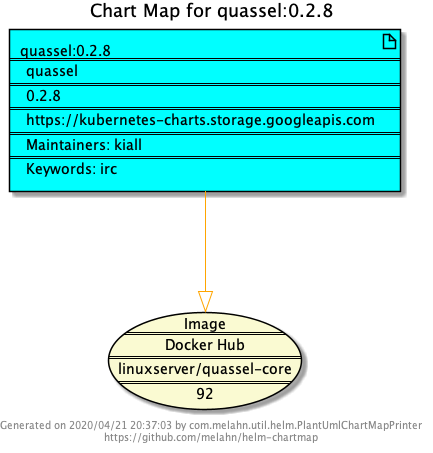 Chart Map for quassel:0.2.8
quassel:0.2.8
quassel
0.2.8
https://kubernetes-charts.storage.googleapis.com
Maintainers: kiall
Keywords: irc
Image
Docker Hub
linuxserver/quassel-core
92
Generated on 2020/04/21 20:37:03 by com.melahn.util.helm.PlantUmlChartMapPrinter
https://github.com/melahn/helm-chartmap